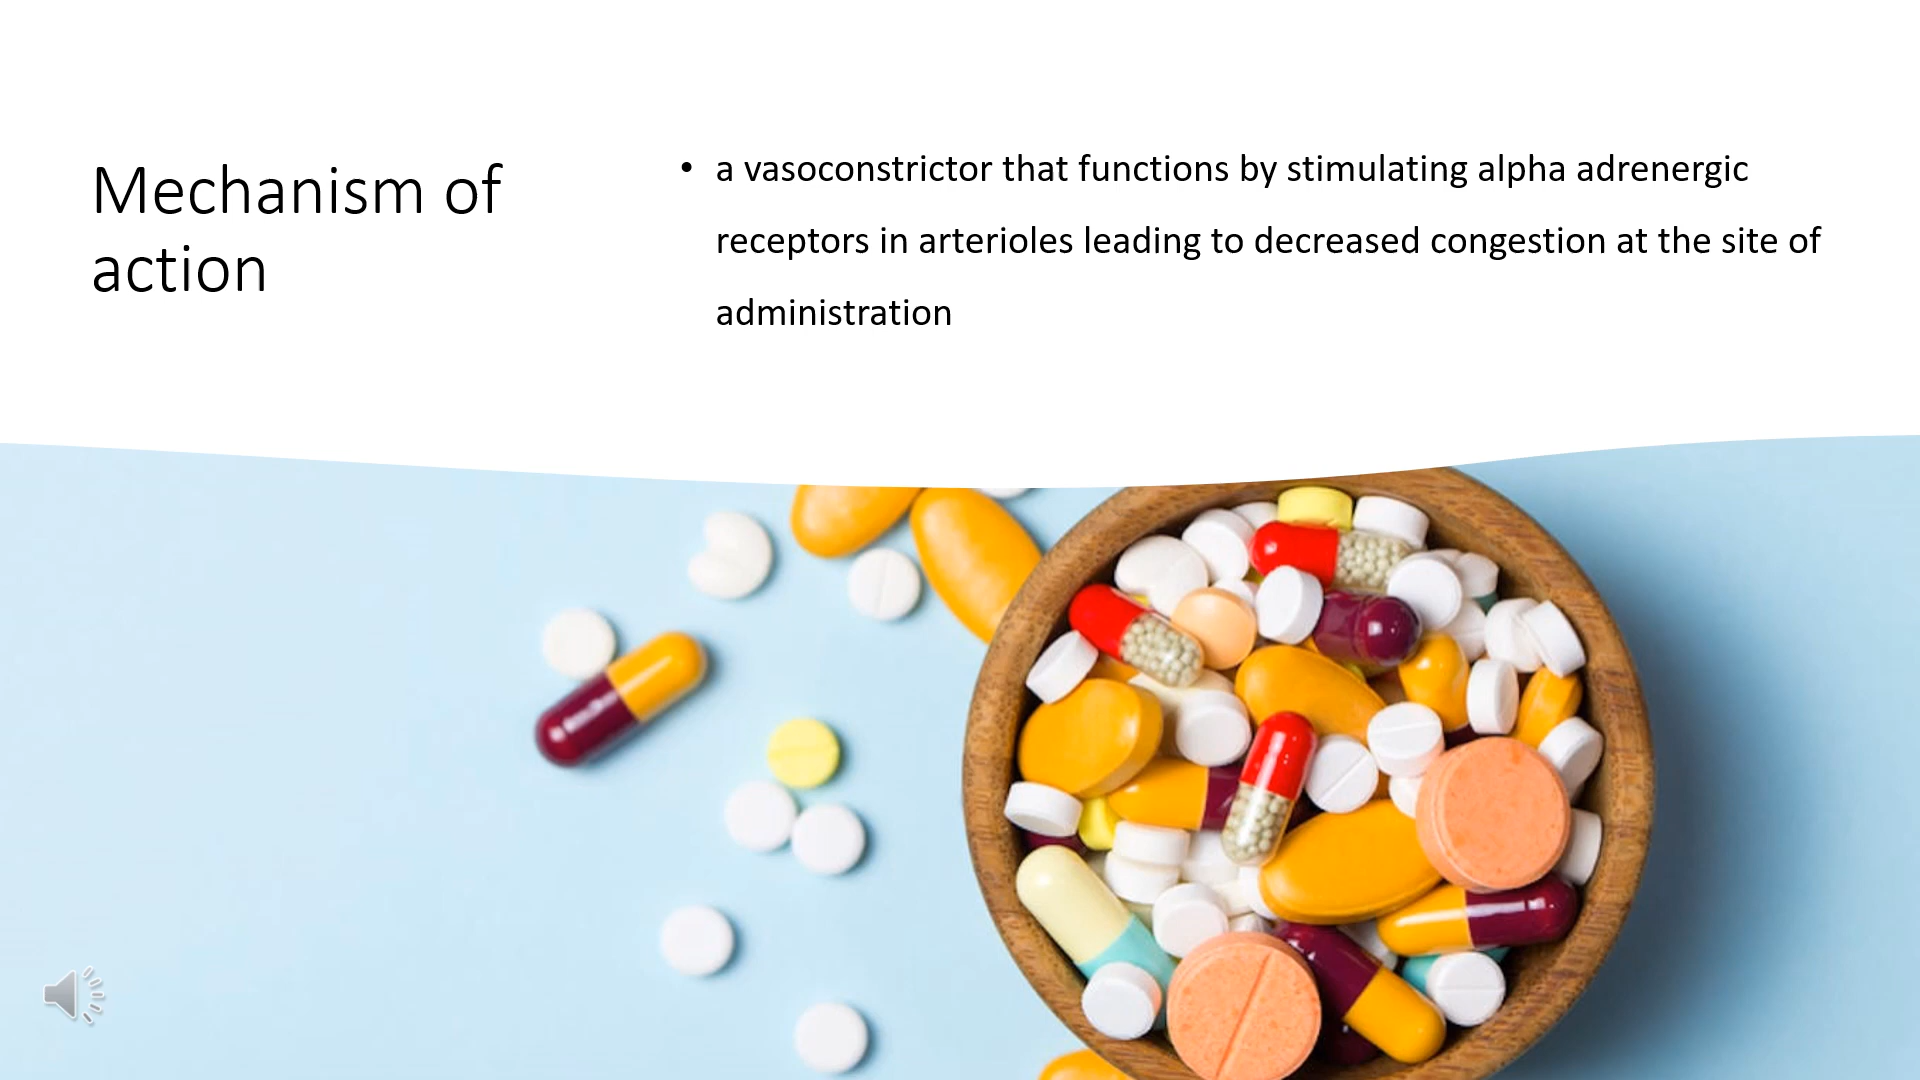 Mechanism of
action
• a vasoconstrictor that functions by stimulating alpha adrenergic
receptors in arterioles leading to decreased congestion at the site of
administration